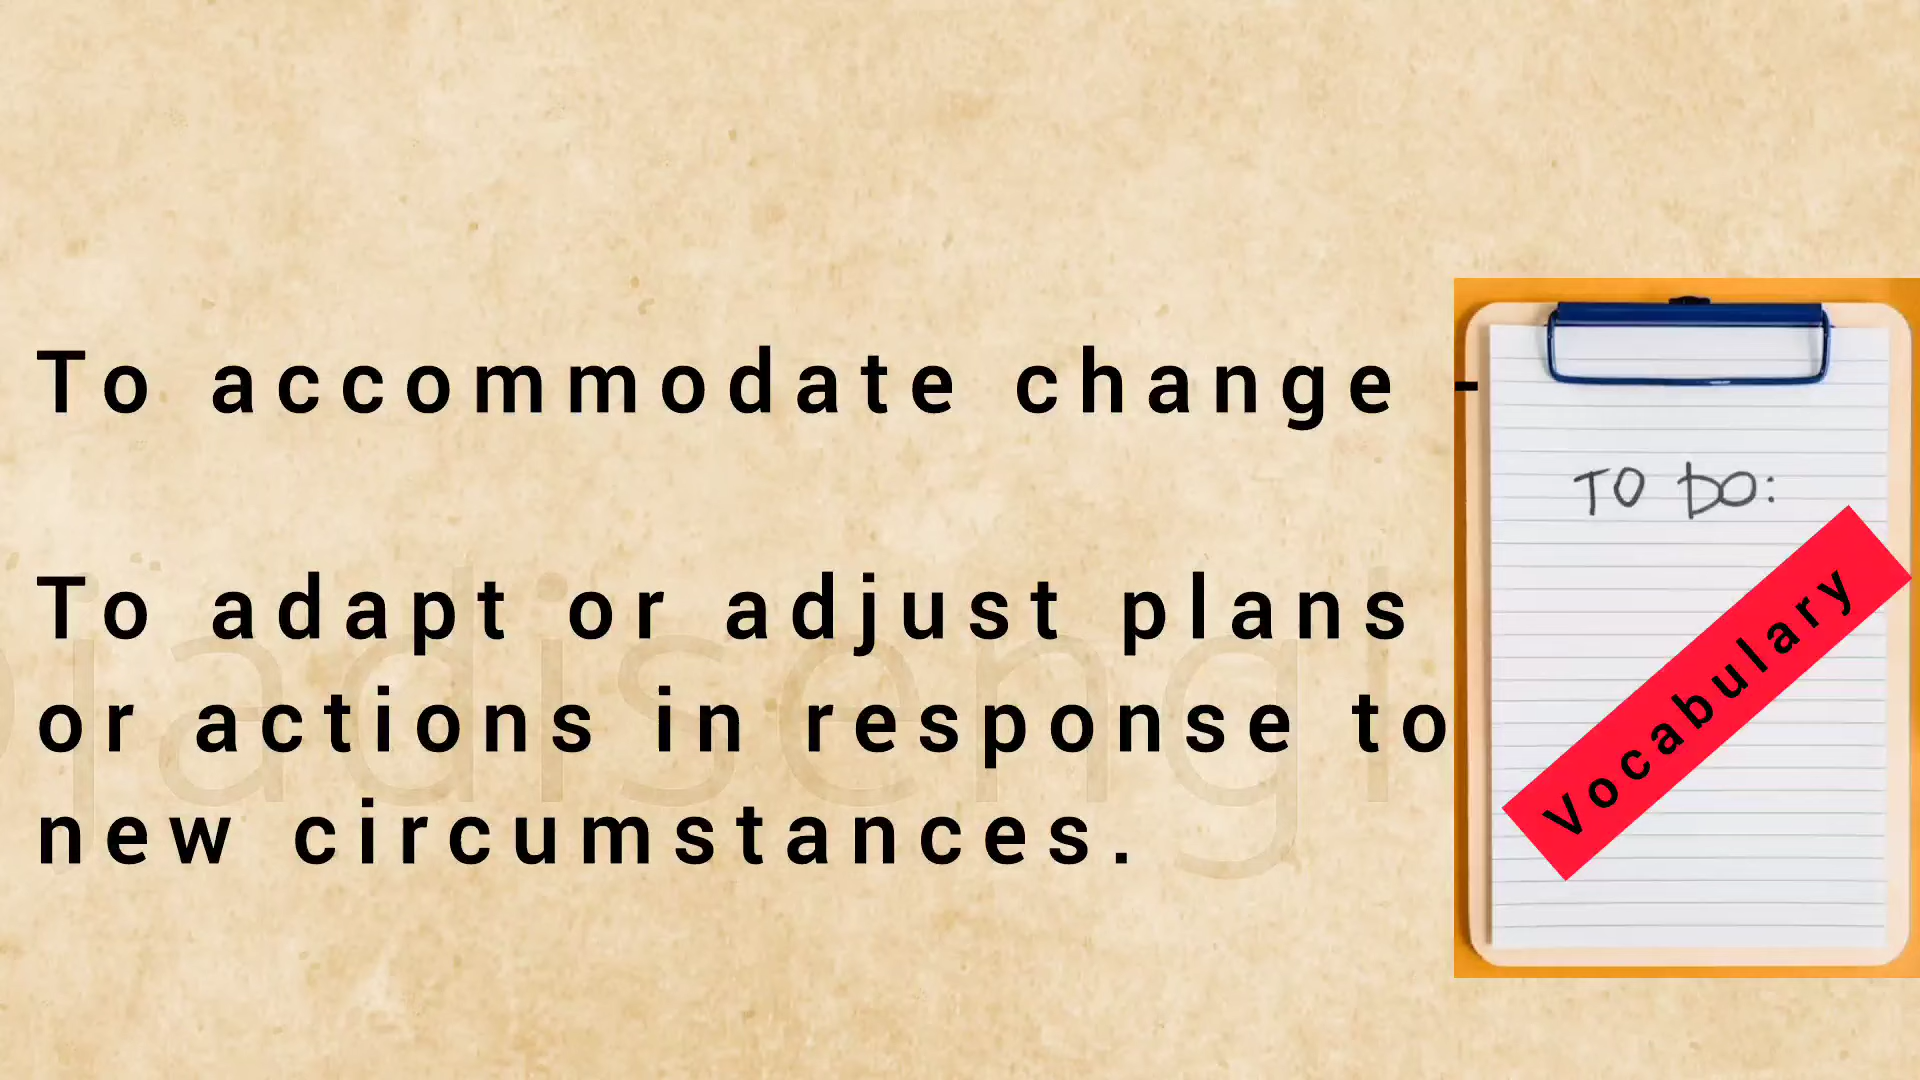 To accommodate change -
To adapt or adjust plans
or actions in response to
new circumstances.
TO DO:
Vocabulary